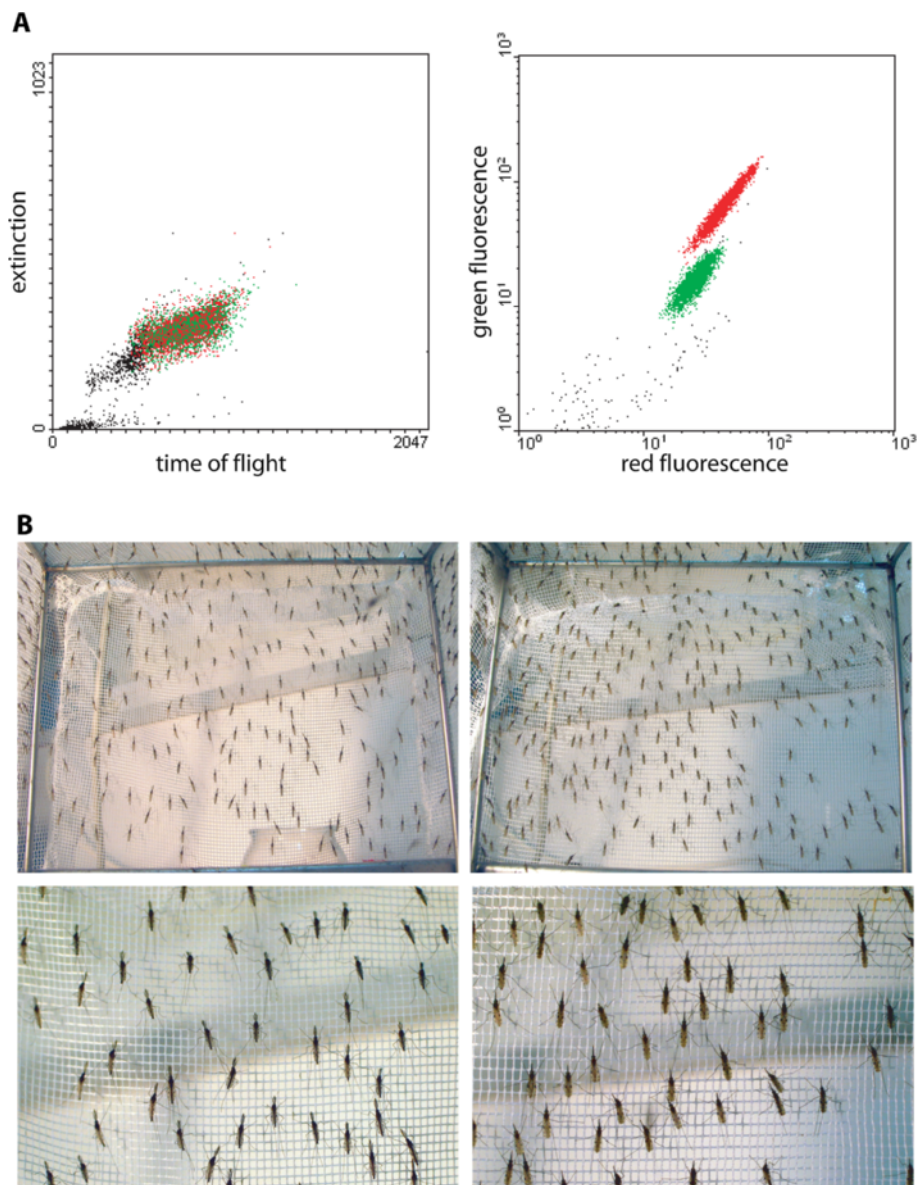 A
extinction
1023
0
0
2047
time of flight
green fluorescence
10³
10²
10¹
10⁰
10⁰
10¹
10²
10³
red fluorescence
B